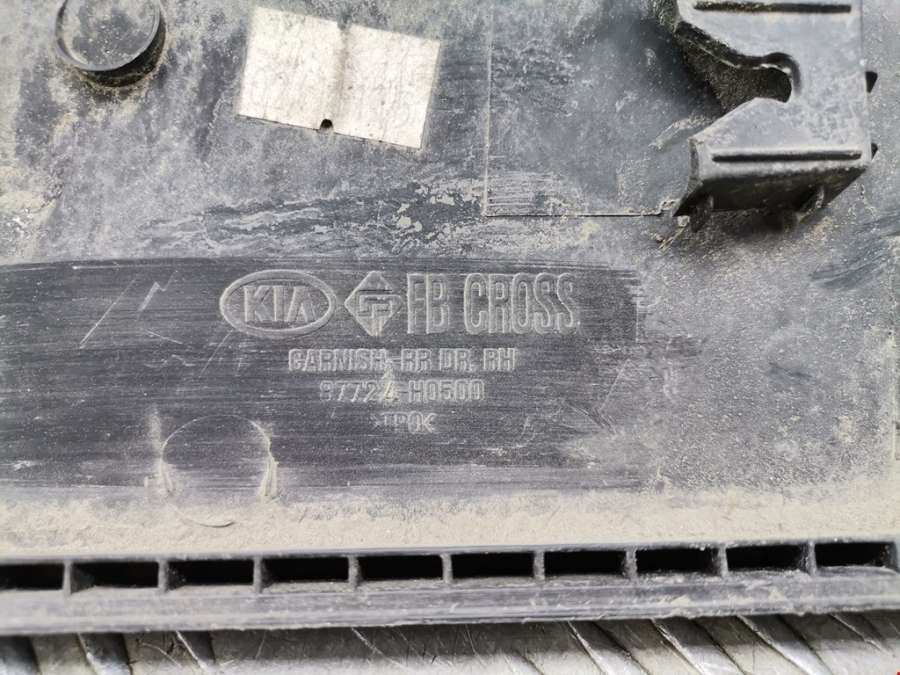 KIA FB CROSS
GARNISH-RR DR, RH
87724-H0500
>TPO<